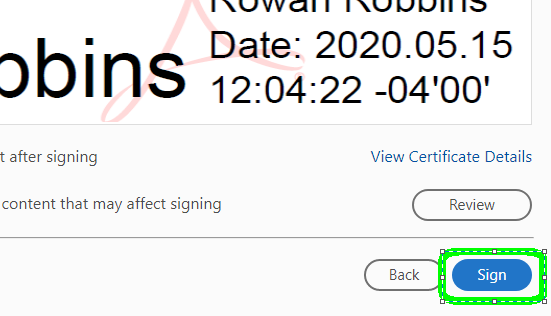 Rowan Robbins
bbins
Date: 2020.05.15
12:04:22 -04'00'
t after signing
View Certificate Details
content that may affect signing
Review
Back
Sign